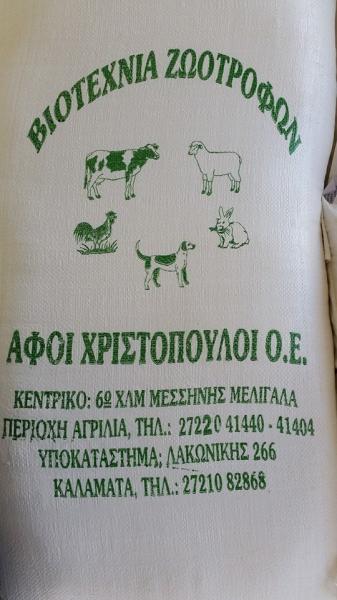 ΒΙΟΤΕΧΝΙΑ ΖΩΟΤΡΟΦΩΝ
ΑΦΟΙ ΧΡΙΣΤΟΠΟΥΛΟΙ Ο.Ε.
ΚΕΝΤΡΙΚΟ: 6ο ΧΛΜ ΜΕΣΣΗΝΗΣ ΜΕΛΙΓΑΛΑ
ΠΕΡΙΟΧΗ ΑΓΡΙΛΙΑ, ΤΗΛ.: 27220 41440 - 41404
ΥΠΟΚΑΤΑΣΤΗΜΑ: ΛΑΚΩΝΙΚΗΣ 266
ΚΑΛΑΜΑΤΑ, ΤΗΛ.: 27210 82868